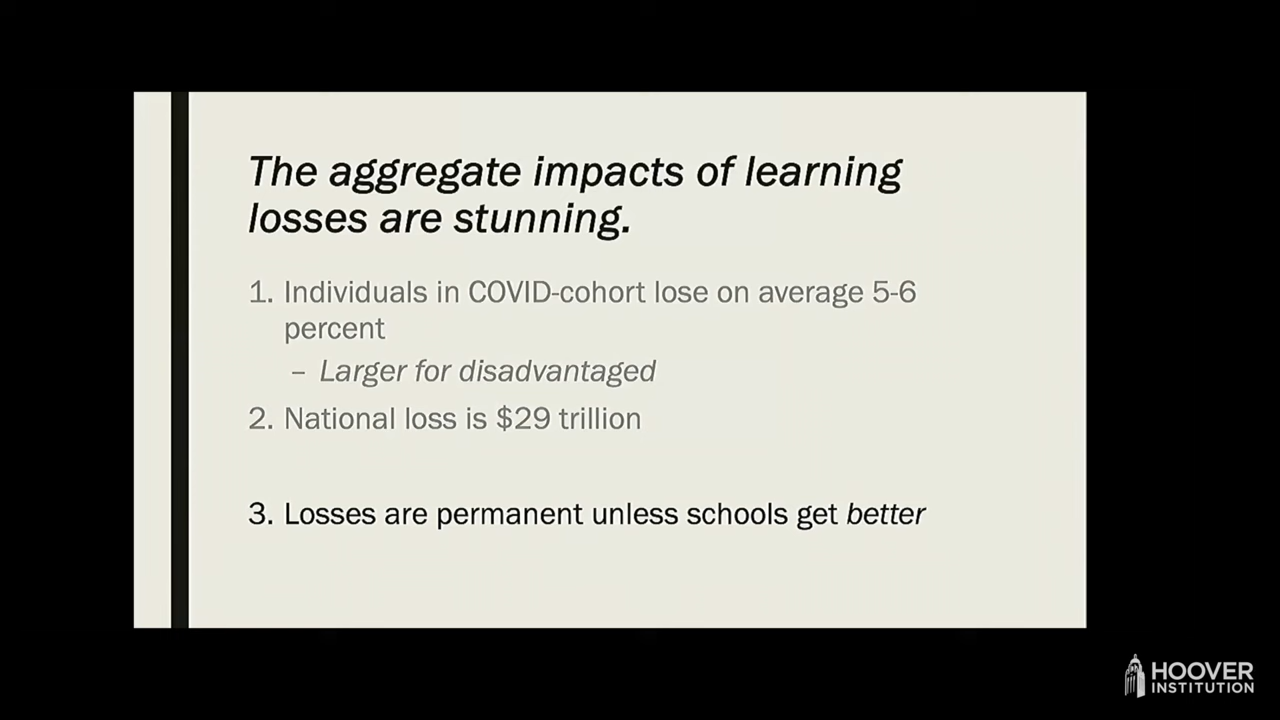 The aggregate impacts of learning
losses are stunning.
1. Individuals in COVID-cohort lose on average 5-6
percent
– Larger for disadvantaged
2. National loss is $29 trillion
3. Losses are permanent unless schools get better
HOOVER
INSTITUTION